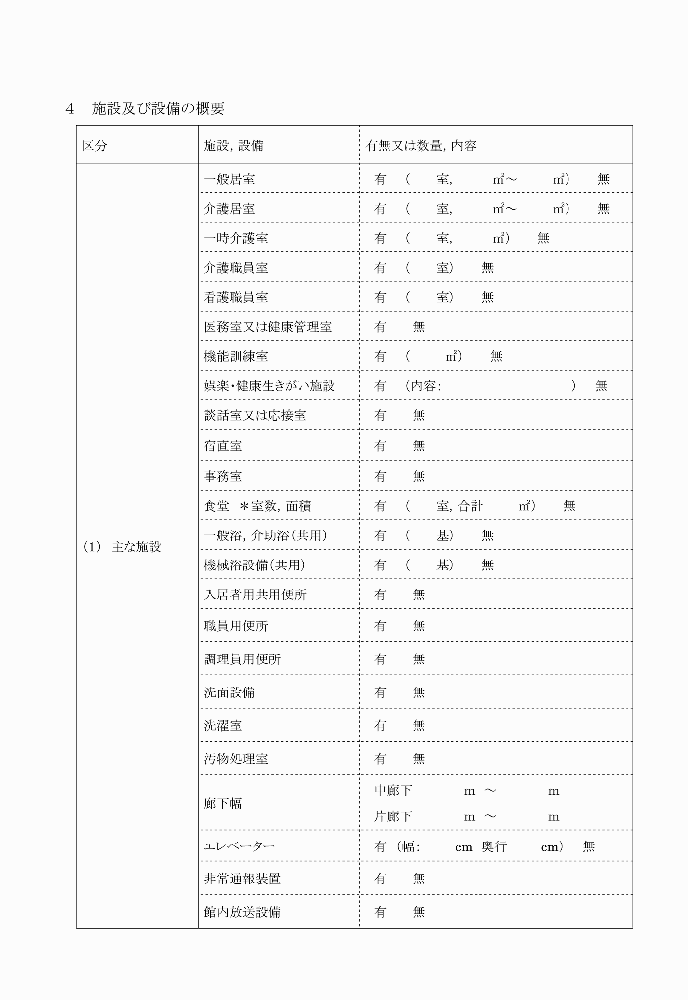 4　施設及び設備の概要
区分　施設, 設備　有無又は数量, 内容
一般居室　有　（　　室,　　　㎡～　　　㎡）　　無
介護居室　有　（　　室,　　　㎡～　　　㎡）　　無
一時介護室　有　（　　室,　　　㎡）　　無
介護職員室　有　（　　室）　　無
看護職員室　有　（　　室）　　無
医務室又は健康管理室　有　　無
機能訓練室　有　（　　　㎡）　　無
娯楽・健康生きがい施設　有　（内容:　　　　　　　　　　）　無
談話室又は応接室　有　　無
宿直室　有　　無
事務室　有　　無
食堂　＊室数, 面積　有　（　　室, 合計　　　㎡）　　無
一般浴, 介助浴（共用）　有　（　　基）　　無
（1）　主な施設
機械浴設備（共用）　有　（　　基）　　無
入居者用共用便所　有　　無
職員用便所　有　　無
調理員用便所　有　　無
洗面設備　有　　無
洗濯室　有　　無
汚物処理室　有　　無
廊下幅　中廊下　　　　m　～　　　　m
片廊下　　　　m　～　　　　m
エレベーター　有　（幅:　　　cm　奥行　　　cm）　無
非常通報装置　有　　無
館内放送設備　有　　無